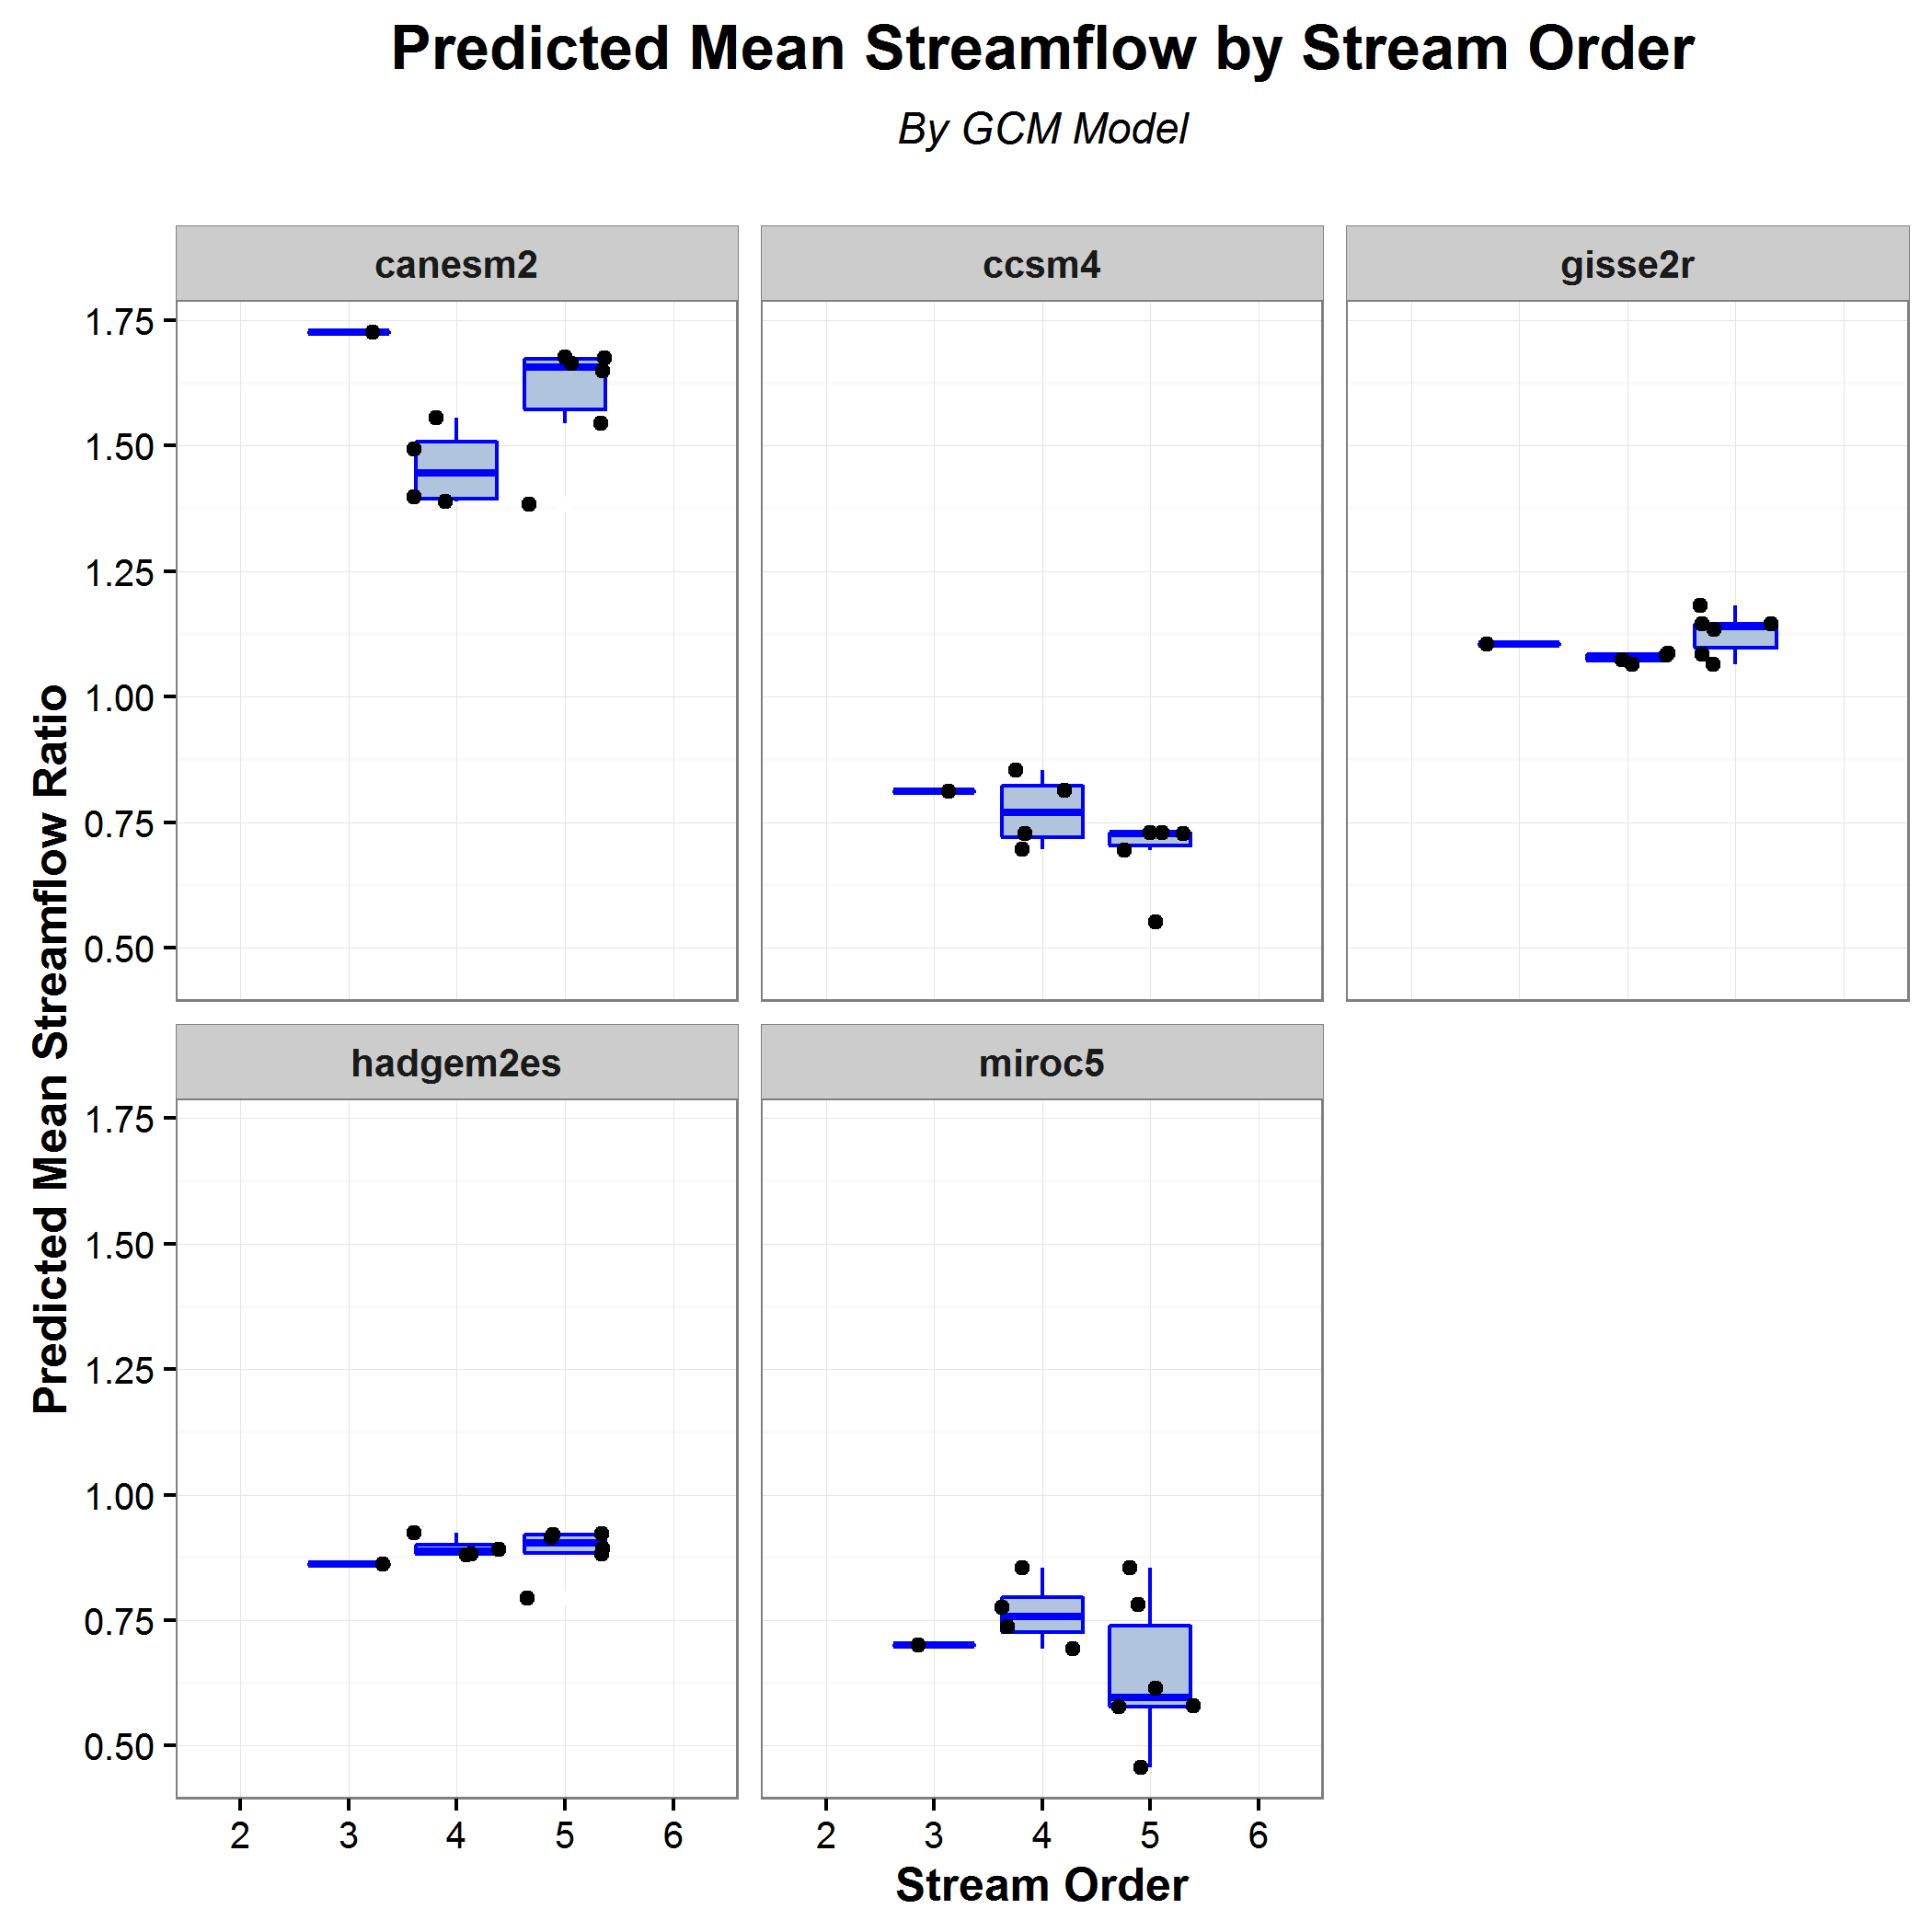 Predicted Mean Streamflow by Stream Order
By GCM Model
canesm2
ccsm4
gisse2r
1.75
1.50
1.25
1.00
0.75
0.50
Predicted Mean Streamflow Ratio
hadgem2es
miroc5
1.75
1.50
1.25
1.00
0.75
0.50
2 3 4 5 6
2 3 4 5 6
Stream Order